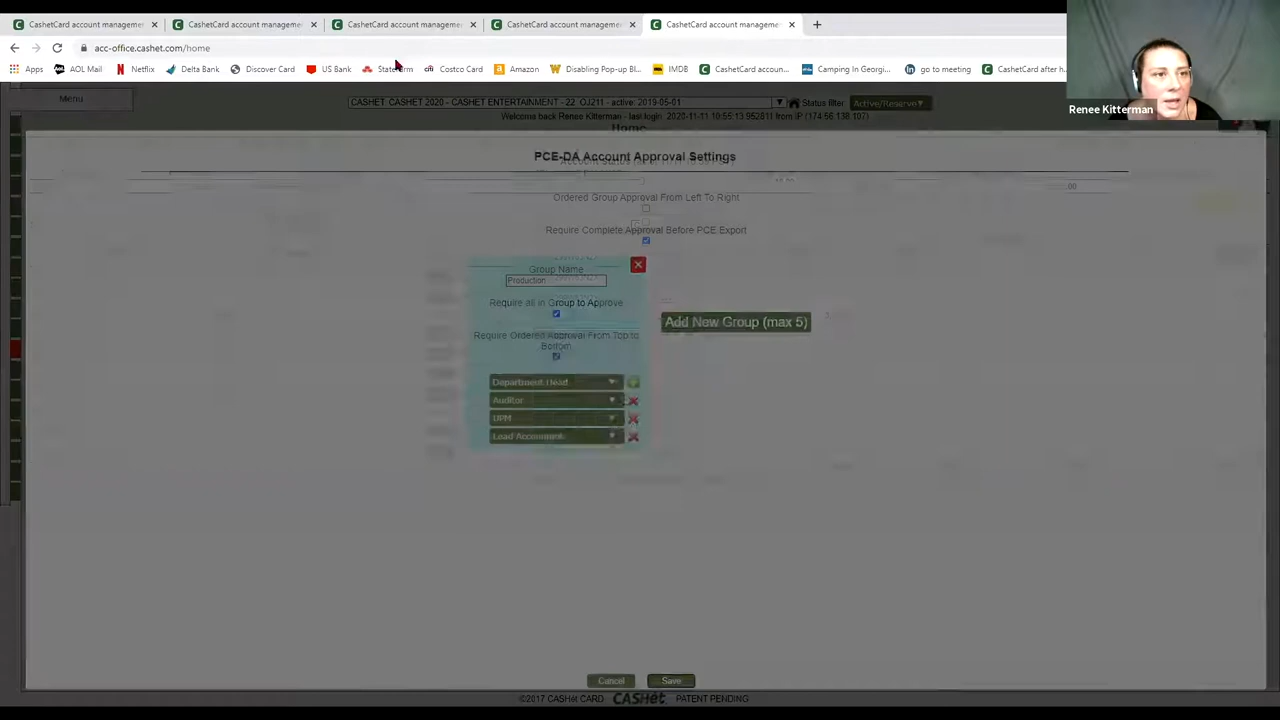 CashetCard account manageme
CashetCard account manageme
CashetCard account manageme
CashetCard account manageme
CashetCard account manageme
acc-office.cashet.com/home
Apps
AOL Mail
Netflix
Delta Bank
Discover Card
US Bank
StateFarm
Costco Card
Amazon
Disabling Pop-up Bl...
IMDB
CashetCard accoun...
Camping In Georgi...
go to meeting
CashetCard after h
Renee Kitterman
Menu
CASHET CASHET 2020 - CASHET ENTERTAINMENT - 22 OJ211 - active: 2019-05-01
Status filter
Active/Reserve
Welcome back Renee Kitterman - last login: 2020-11-11 10:55:13.952811 from IP (174.56.138.107)
Home
PCE-DA Account Approval Settings
Ordered Group Approval From Left To Right
Require Complete Approval Before PCE Export
Group Name
Production
Require all in Group to Approve
Require Ordered Approval From Top to
Bottom
Add New Group (max 5)
Department Head
Auditor
UPM
Lead Accountant
Cancel
Save
©2017 CASHét CARD
CASHét
PATENT PENDING